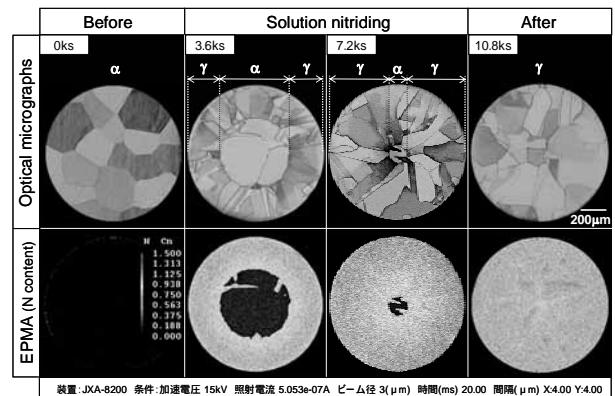 Before Solution nitriding After
Optical micrographs
0ks 3.6ks 7.2ks 10.8ks
α γ α γ γ α γ γ
200μm
EPMA (N content)
N Cn
1.500
1.313
1.125
0.938
0.750
0.563
0.375
0.188
0.000
装置:JXA-8200 条件:加速電圧 15kV 照射電流 5.053e-07A ビーム径 3(μm) 時間(ms) 20.00 間隔(μm) X:4.00 Y:4.00